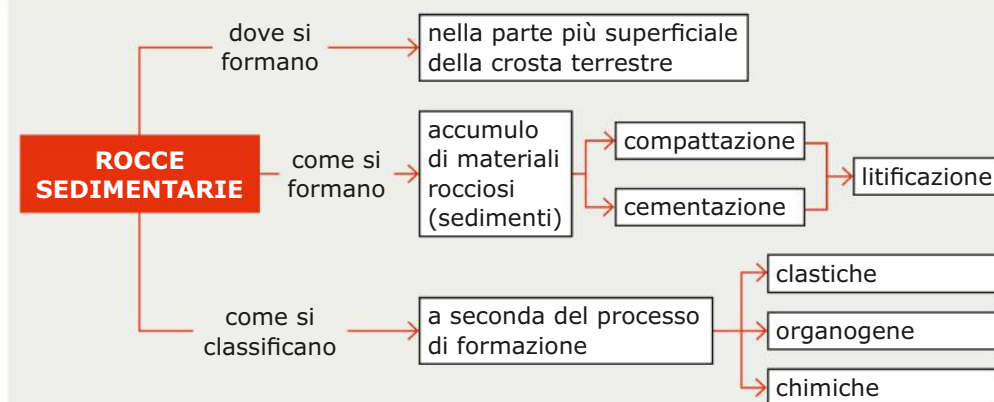 dove si
formano
nella parte più superficiale
della crosta terrestre
ROCCE
SEDIMENTARIE
come si
formano
accumulo
di materiali
rocciosi
(sedimenti)
compattazione
cementazione
litificazione
come si
classificano
a seconda del processo
di formazione
clastiche
organogene
chimiche